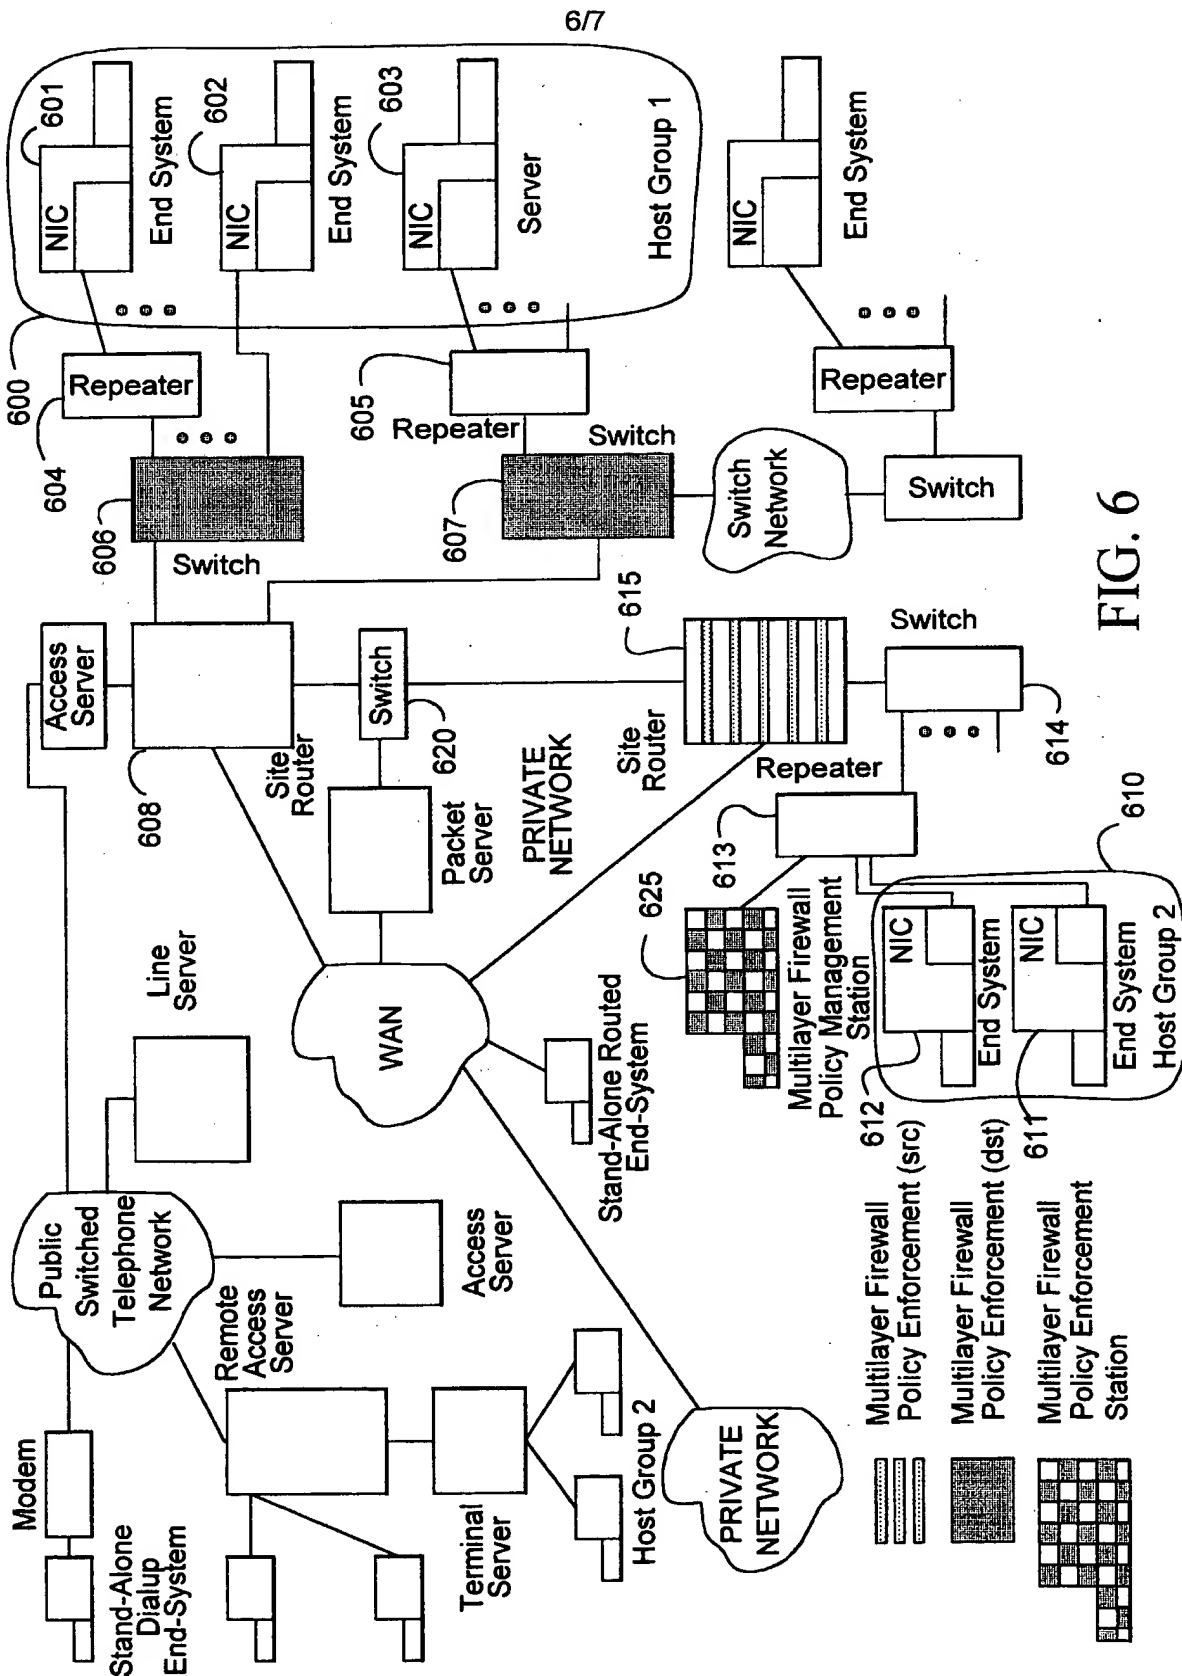 6/7
Modem
Stand-Alone
Dialup
End-System
Public
Switched
Telephone
Network
Remote
Access
Server
Terminal
Server
Host Group 2
PRIVATE
NETWORK
Access
Server
Line
Server
WAN
Stand-Alone Routed
End-System
Packet
Server
PRIVATE
NETWORK
Access
Server
608
Site
Router
Switch
620
604
606
Switch
600
Repeater
NIC
601
End System
NIC
602
End System
NIC
603
Server
Host Group 1
605
Repeater
607
Switch
Switch
Network
Switch
Repeater
NIC
End System
615
Site
Router
Switch
614
Repeater
613
625
Multilayer Firewall
Policy Management
Station
610
NIC
End System
612
NIC
End System
611
Host Group 2
Multilayer Firewall
Policy Enforcement (src)
Multilayer Firewall
Policy Enforcement (dst)
Multilayer Firewall
Policy Enforcement
Station
FIG. 6